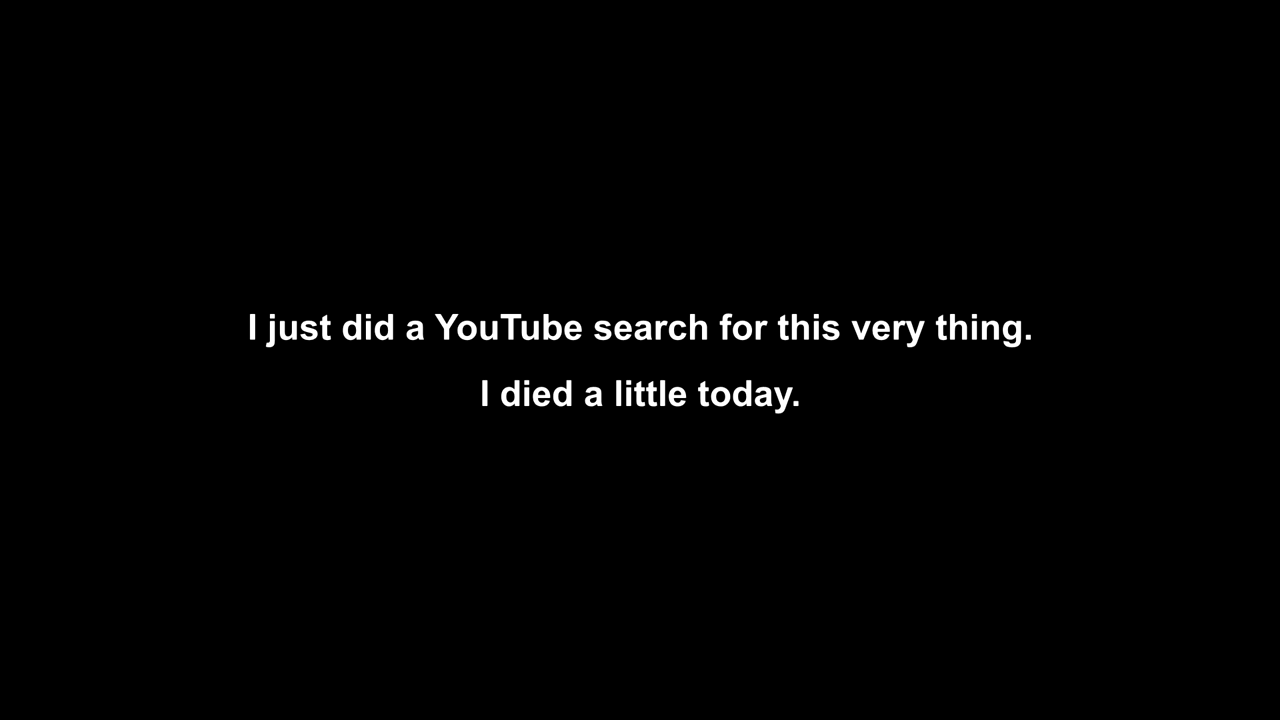 I just did a YouTube search for this very thing.
I died a little today.